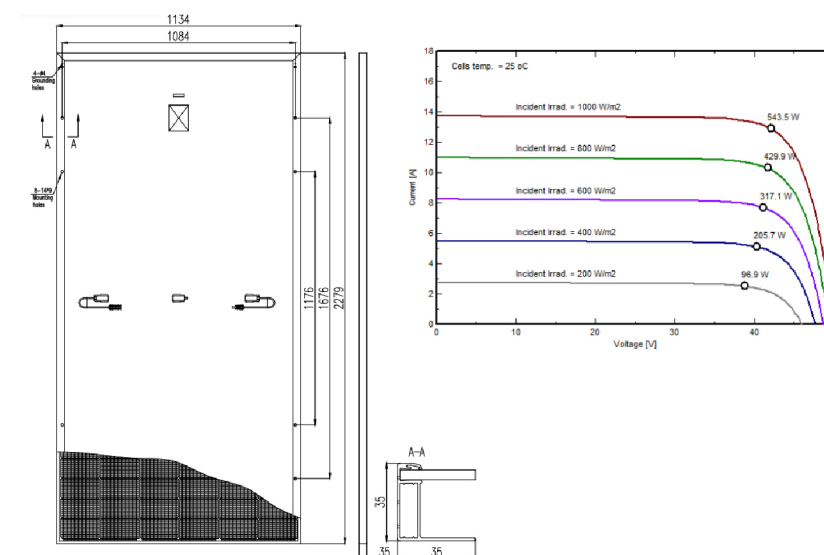 1134
1084
4-ø4
Grounding
holes
A A
8-14*9
Mounting
holes
1176
1676
2279
A-A
35
35
35
18
16
14
12
10
8
6
4
2
0
Current [A]
Cells temp. = 25 oC
Incident Irrad. = 1000 W/m2
543.5 W
Incident Irrad. = 800 W/m2
429.9 W
Incident Irrad. = 600 W/m2
317.1 W
Incident Irrad. = 400 W/m2
205.7 W
Incident Irrad. = 200 W/m2
96.9 W
0 10 20 30 40
Voltage [V]